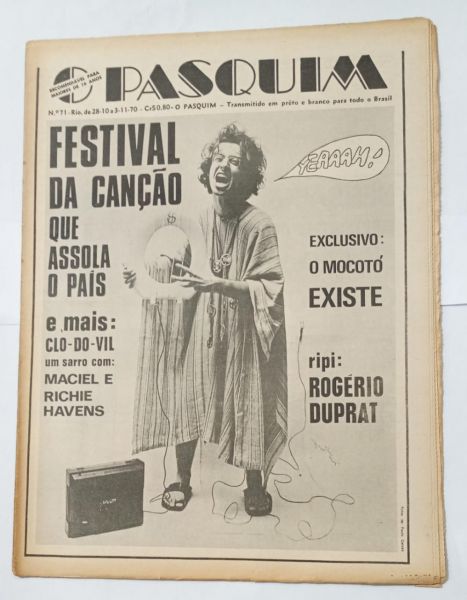 RECOMENDÁVEL PARA
MAIORES DE 16 ANOS
O PASQUIM
N.º 71 - Rio, de 28-10 a 3-11-70 - Cr$ 0,80 - O PASQUIM - Transmitido em prêto e branco para todo o Brasil
FESTIVAL
DA CANÇÃO
QUE
ASSOLA
O PAÍS
e mais:
CLO-DO-VIL
um sarro com:
MACIEL E
RICHIE
HAVENS
YEAAAH!
EXCLUSIVO:
O MOCOTÓ
EXISTE
ripi:
ROGÉRIO
DUPRAT